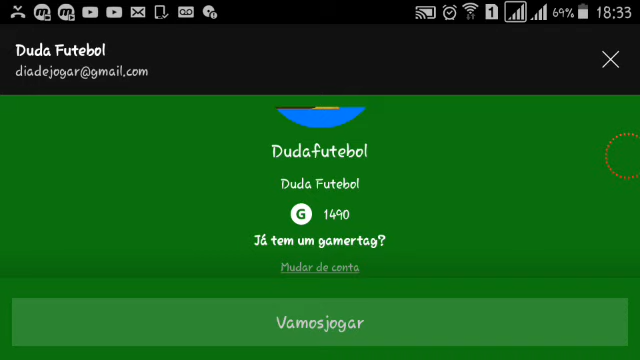 1 69% 18:33
Duda Futebol
diadejogar@gmail.com
Dudafutebol
Duda Futebol
G 1490
Já tem um gamertag?
Mudar de conta
Vamosjogar